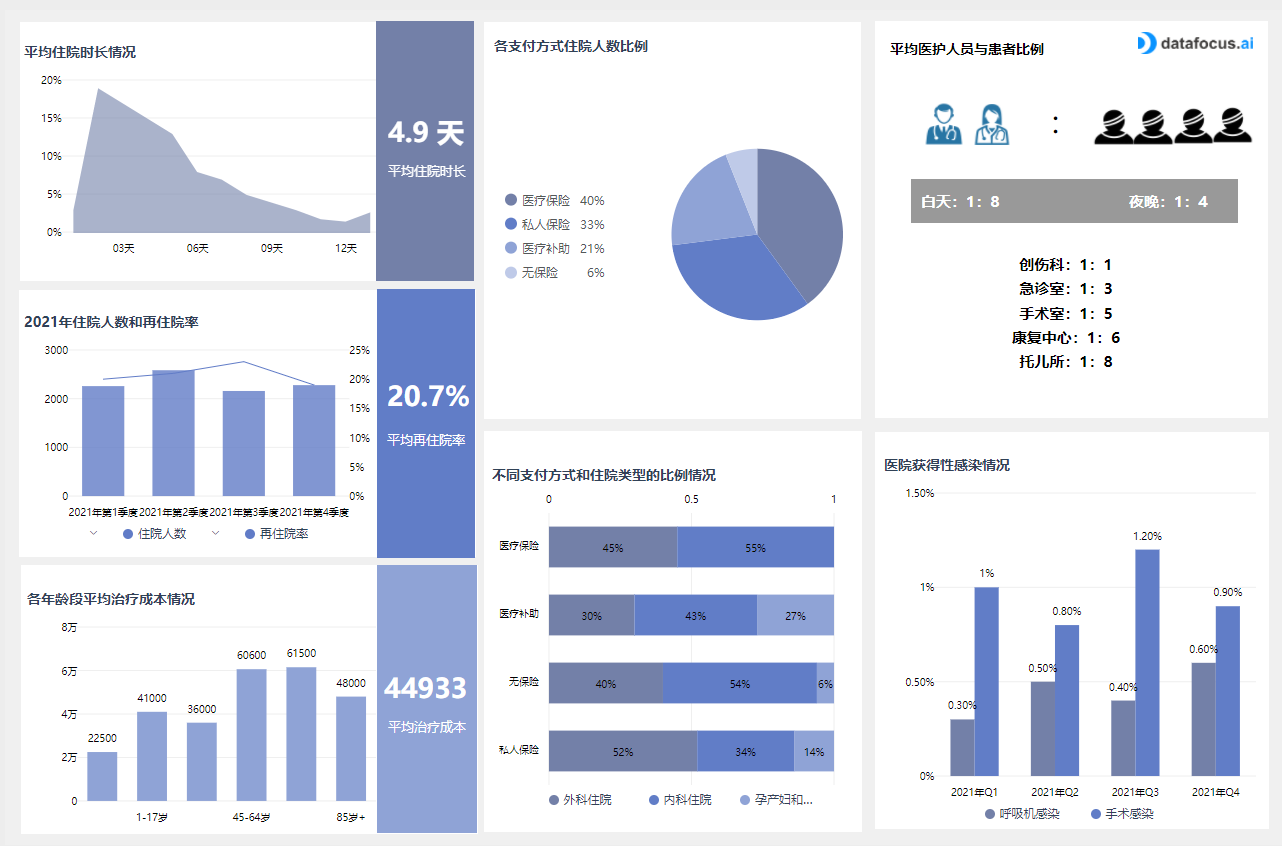 平均住院时长情况
20%
15%
10%
5%
0%
03天 06天 09天 12天
4.9 天
平均住院时长
2021年住院人数和再住院率
3000
2000
1000
0
25%
20%
15%
10%
5%
0%
2021年第1季度 2021年第2季度 2021年第3季度 2021年第4季度
住院人数 再住院率
20.7%
平均再住院率
各年龄段平均治疗成本情况
8万
6万
4万
2万
0
22500
41000
36000
60600
61500
48000
1-17岁 45-64岁 85岁+
44933
平均治疗成本
各支付方式住院人数比例
医疗保险 40%
私人保险 33%
医疗补助 21%
无保险 6%
不同支付方式和住院类型的比例情况
0 0.5 1
医疗保险 45% 55%
医疗补助 30% 43% 27%
无保险 40% 54% 6%
私人保险 52% 34% 14%
外科住院 内科住院 孕产妇和...
平均医护人员与患者比例
datafocus.ai
:
白天：1：8 夜晚：1：4
创伤科：1：1
急诊室：1：3
手术室：1：5
康复中心：1：6
托儿所：1：8
医院获得性感染情况
1.50%
1%
0.50%
0%
0.30%
1%
0.50%
0.80%
0.40%
1.20%
0.60%
0.90%
2021年Q1 2021年Q2 2021年Q3 2021年Q4
呼吸机感染 手术感染